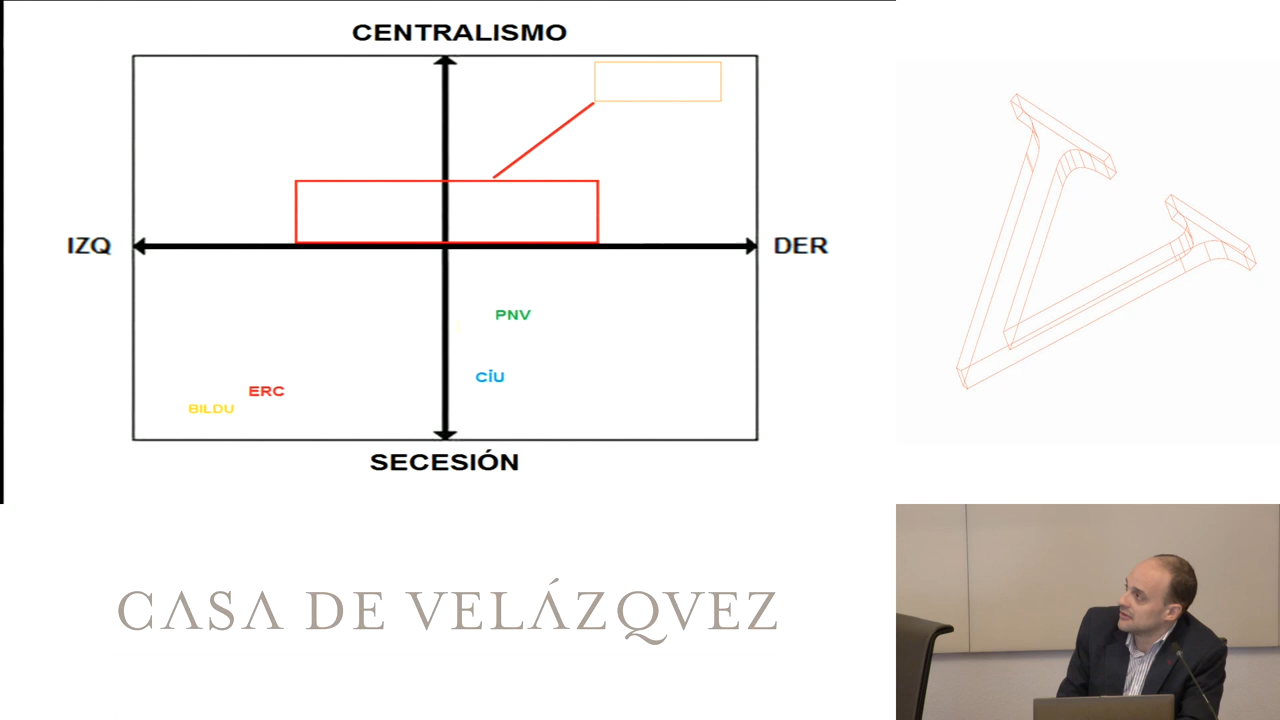 CENTRALISMO
IZQ
DER
PNV
CiU
ERC
BILDU
SECESIÓN
CASA DE VELÁZQVEZ